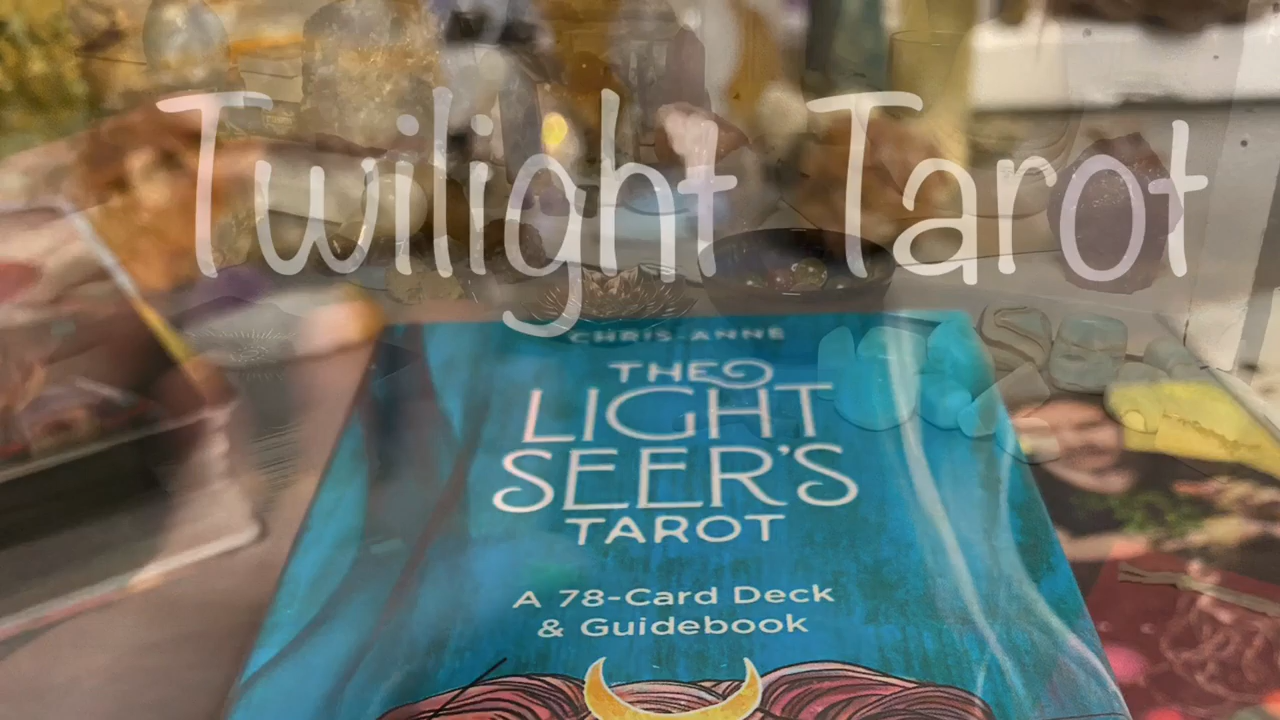 Twilight Tarot
CHRIS-ANNE
THE
LIGHT
SEER'S
TAROT
A 78-Card Deck
& Guidebook